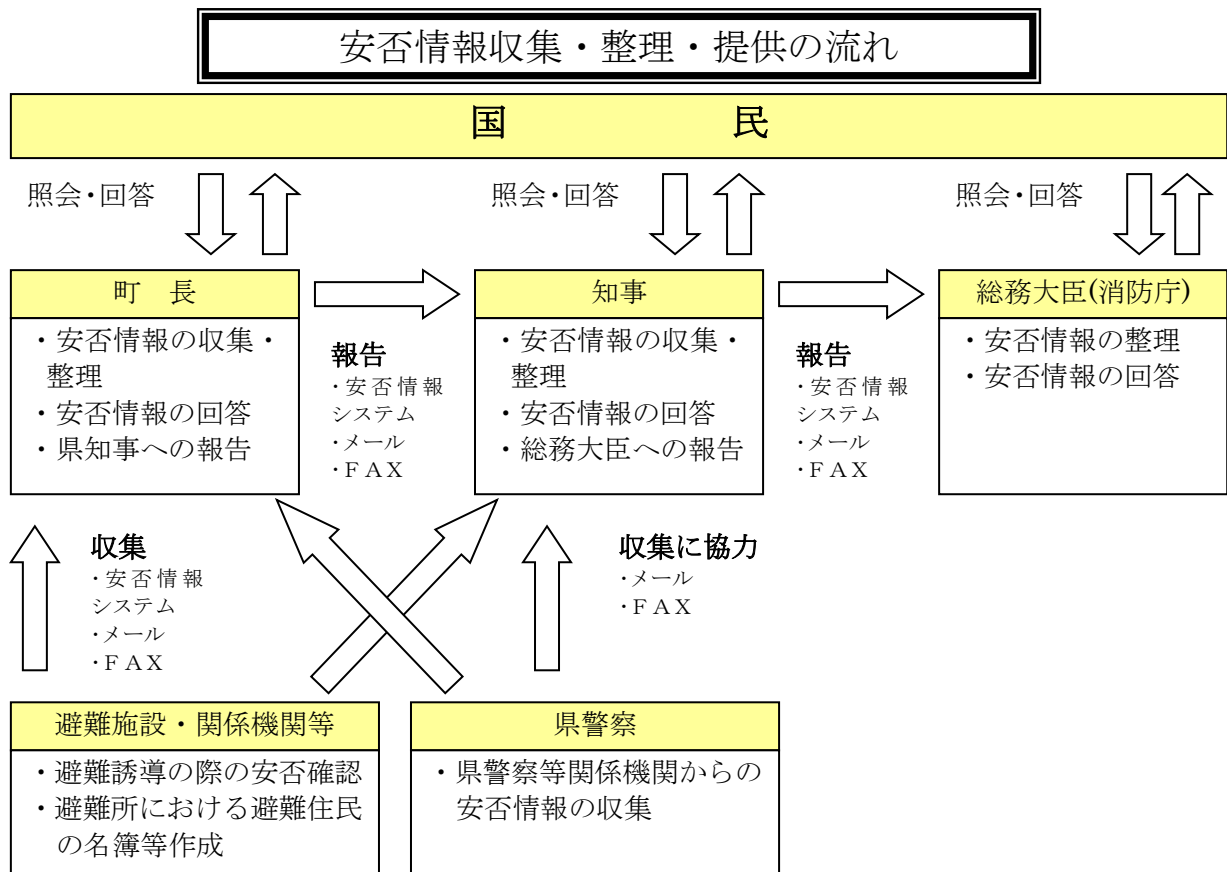 安否情報収集・整理・提供の流れ
国 民
照会・回答
照会・回答
照会・回答
町 長
・安否情報の収集・
整理
・安否情報の回答
・県知事への報告
報告
・安否情報
システム
・メール
・FAX
知事
・安否情報の収集・
整理
・安否情報の回答
・総務大臣への報告
報告
・安否情報
システム
・メール
・FAX
総務大臣(消防庁)
・安否情報の整理
・安否情報の回答
収集
・安否情報
システム
・メール
・FAX
収集に協力
・メール
・FAX
避難施設・関係機関等
・避難誘導の際の安否確認
・避難所における避難住民
の名簿等作成
県警察
・県警察等関係機関からの
安否情報の収集